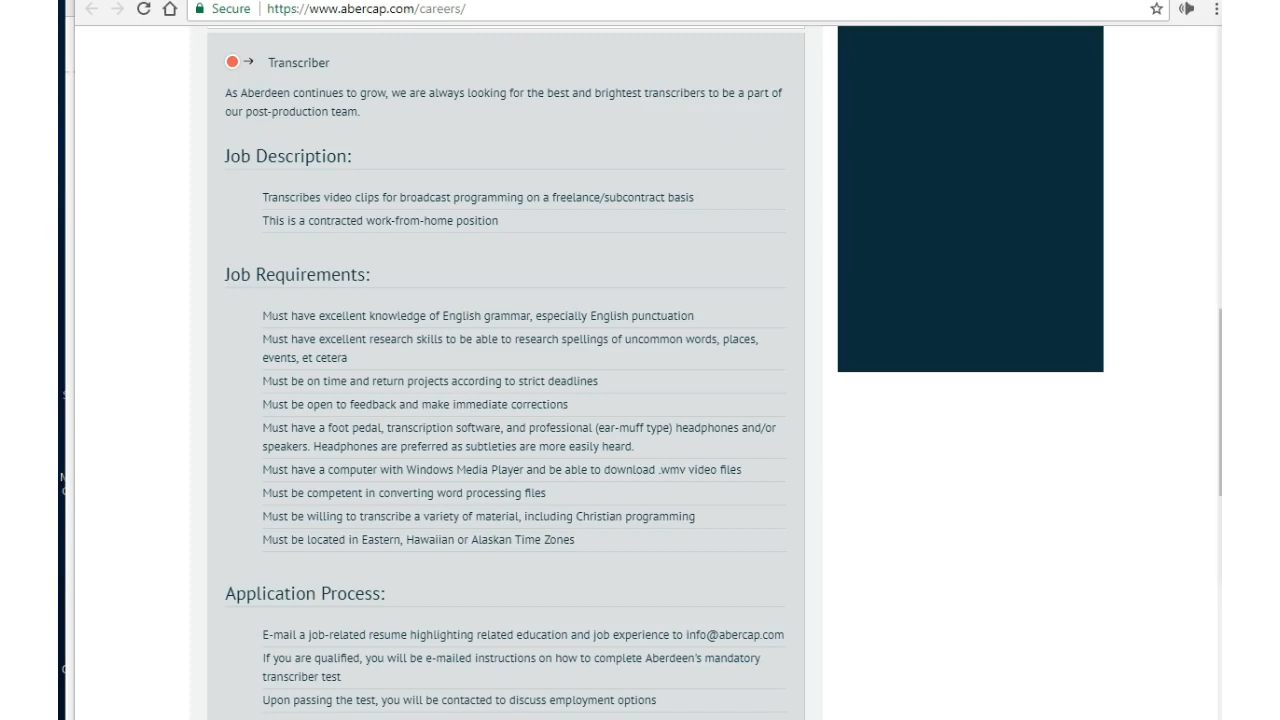 Secure https://www.abercap.com/careers/
Transcriber
As Aberdeen continues to grow, we are always looking for the best and brightest transcribers to be a part of
our post-production team.
Job Description:
Transcribes video clips for broadcast programming on a freelance/subcontract basis
This is a contracted work-from-home position
Job Requirements:
Must have excellent knowledge of English grammar, especially English punctuation
Must have excellent research skills to be able to research spellings of uncommon words, places,
events, et cetera
Must be on time and return projects according to strict deadlines
Must be open to feedback and make immediate corrections
Must have a foot pedal, transcription software, and professional (ear-muff type) headphones and/or
speakers. Headphones are preferred as subtleties are more easily heard.
Must have a computer with Windows Media Player and be able to download .wmv video files
Must be competent in converting word processing files
Must be willing to transcribe a variety of material, including Christian programming
Must be located in Eastern, Hawaiian or Alaskan Time Zones
Application Process:
E-mail a job-related resume highlighting related education and job experience to info@abercap.com
If you are qualified, you will be e-mailed instructions on how to complete Aberdeen's mandatory
transcriber test
Upon passing the test, you will be contacted to discuss employment options